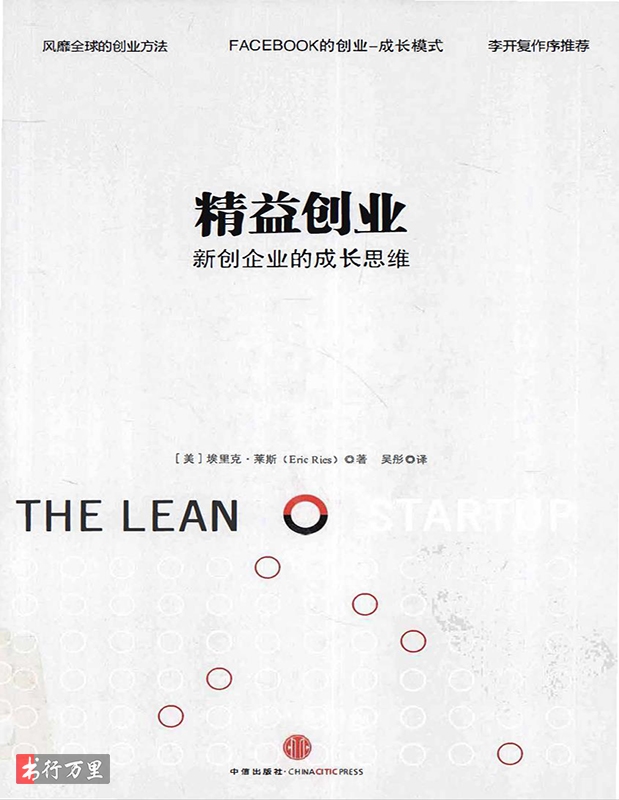 风靡全球的创业方法 FACEBOOK的创业-成长模式 李开复作序推荐
精益创业
新创企业的成长思维
[美]埃里克·莱斯(Eric Ries)著 吴彤译
THE LEAN STARTUP
CITIC
中信出版社·CHINACITICPRESS
书行万里